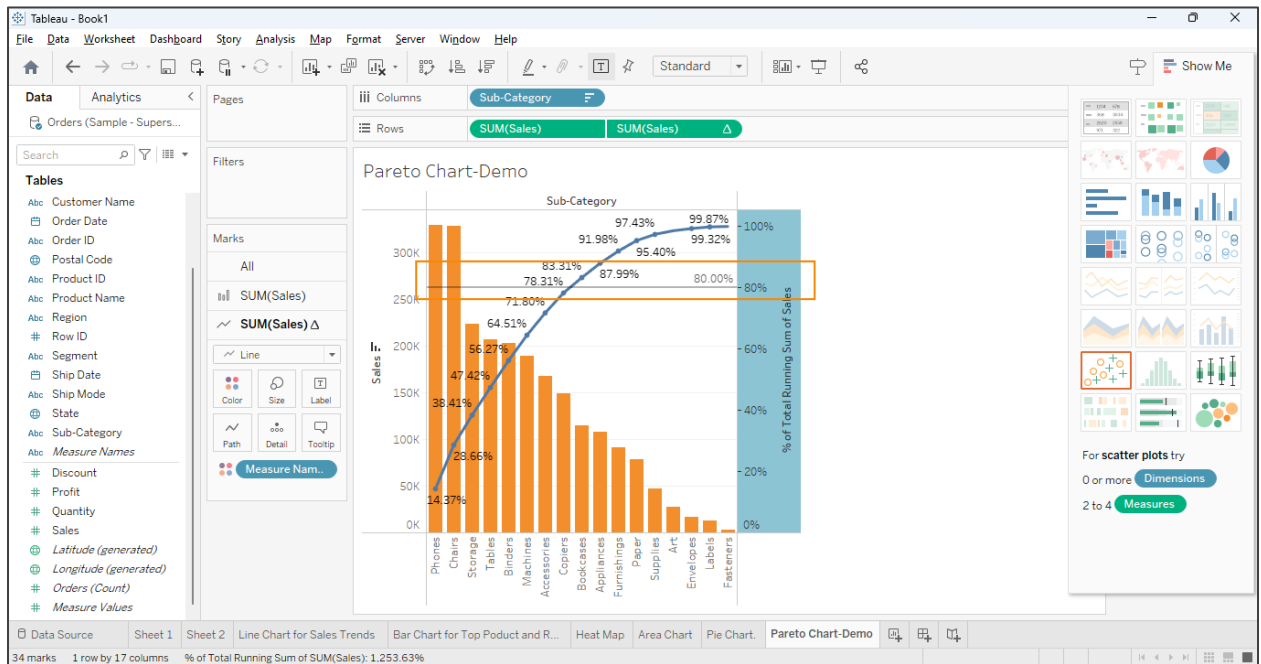 Tableau - Book1
File Data Worksheet Dashboard Story Analysis Map Format Server Window Help
Standard
Show Me
Data Analytics
Orders (Sample - Supers...
Search
Tables
Abc Customer Name
Order Date
Abc Order ID
Postal Code
Abc Product ID
Abc Product Name
Abc Region
# Row ID
Abc Segment
Ship Date
Abc Ship Mode
State
Abc Sub-Category
Abc Measure Names
# Discount
# Profit
# Quantity
# Sales
Latitude (generated)
Longitude (generated)
# Orders (Count)
# Measure Values
Pages
Filters
Marks
All
SUM(Sales)
SUM(Sales) Δ
Line
Color Size Label
Path Detail Tooltip
Measure Nam..
Columns Sub-Category
Rows SUM(Sales) SUM(Sales) Δ
Pareto Chart-Demo
Sub-Category
300K
250K
200K
150K
100K
50K
0K
Sales
14.37%
28.66%
38.41%
47.42%
56.27%
64.51%
71.80%
78.31%
83.31%
87.99%
91.98%
95.40%
97.43%
99.32%
99.87%
80.00%
100%
80%
60%
40%
20%
0%
% of Total Running Sum of Sales
Phones
Chairs
Storage
Tables
Binders
Machines
Accessories
Copiers
Bookcases
Appliances
Furnishings
Paper
Supplies
Art
Envelopes
Labels
Fasteners
For scatter plots try
0 or more Dimensions
2 to 4 Measures
Data Source Sheet 1 Sheet 2 Line Chart for Sales Trends Bar Chart for Top Poduct and R... Heat Map Area Chart Pie Chart. Pareto Chart-Demo
34 marks 1 row by 17 columns % of Total Running Sum of SUM(Sales): 1,253.63%